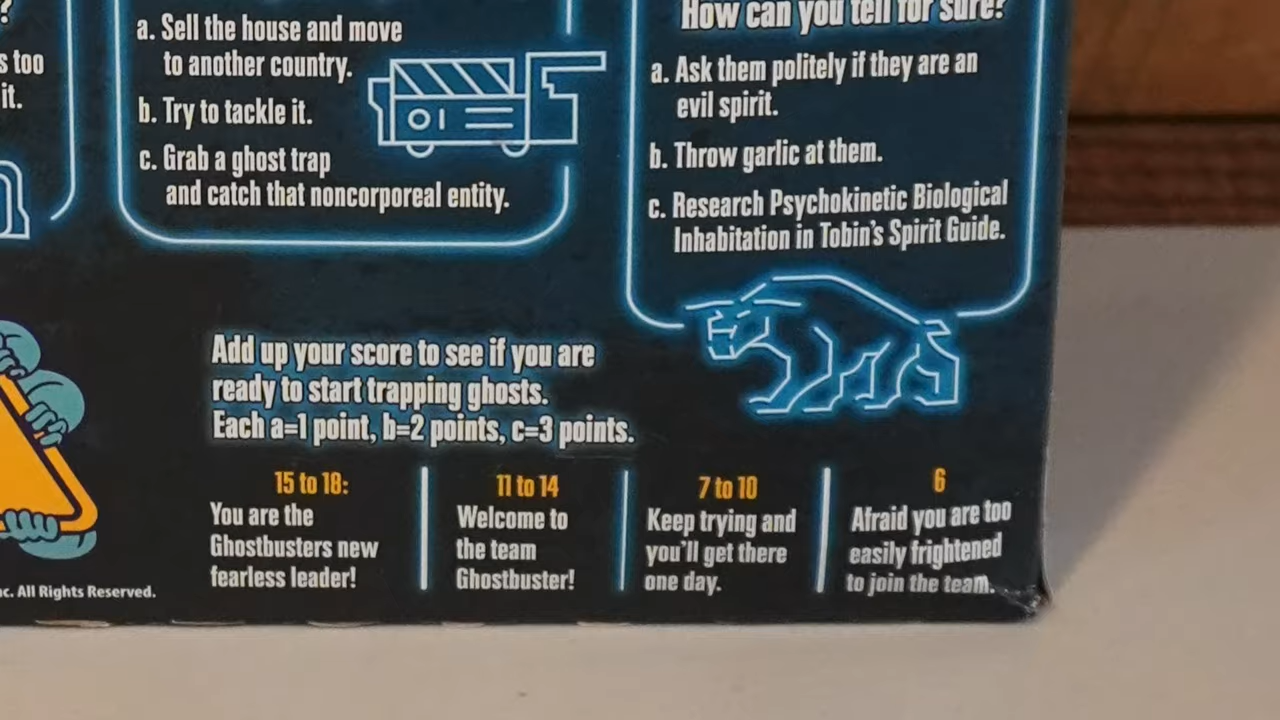 ?
s too
it.
a. Sell the house and move
to another country.
b. Try to tackle it.
c. Grab a ghost trap
and catch that noncorporeal entity.
How can you tell for sure?
a. Ask them politely if they are an
evil spirit.
b. Throw garlic at them.
c. Research Psychokinetic Biological
Inhabitation in Tobin's Spirit Guide.
Add up your score to see if you are
ready to start trapping ghosts.
Each a=1 point, b=2 points, c=3 points.
15 to 18:
You are the
Ghostbusters new
fearless leader!
11 to 14
Welcome to
the team
Ghostbuster!
7 to 10
Keep trying and
you'll get there
one day.
6
Afraid you are too
easily frightened
to join the team.
nc. All Rights Reserved.